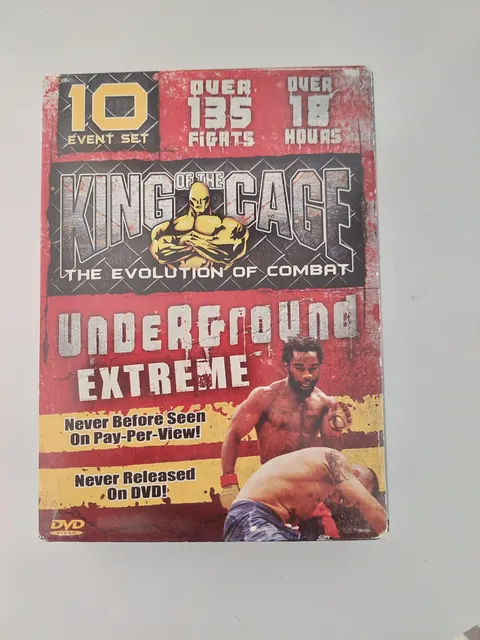 10
EVENT SET
OVER
135
FIGHTS
OVER
18
HOURS
KING OF THE CAGE
THE EVOLUTION OF COMBAT
UNDERGROUND
EXTREME
Never Before Seen
On Pay-Per-View!
Never Released
On DVD!
DVD